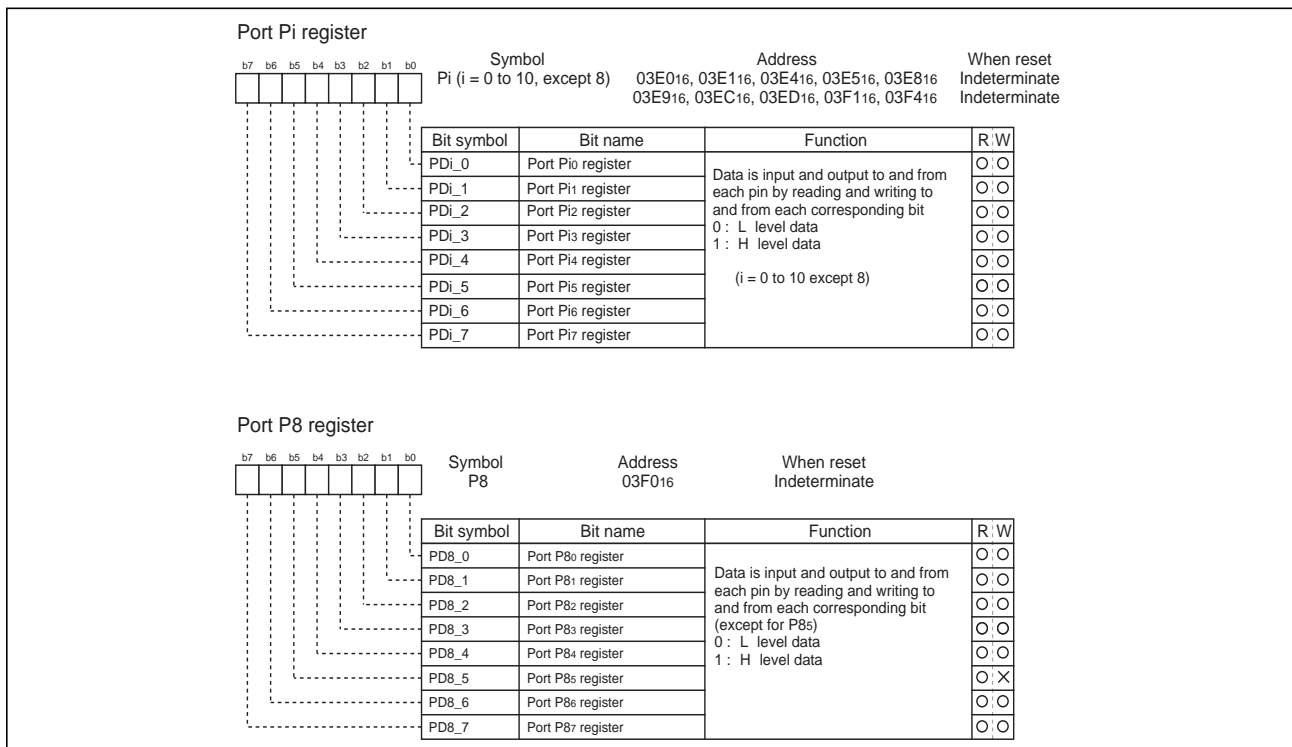 Port Pi register
b7 b6 b5 b4 b3 b2 b1 b0
Symbol Address When reset
Pi (i = 0 to 10, except 8) 03E016, 03E116, 03E416, 03E516, 03E816 Indeterminate
03E916, 03EC16, 03ED16, 03F116, 03F416 Indeterminate
Bit symbol Bit name Function R W
PDi_0 Port Pi0 register
PDi_1 Port Pi1 register
PDi_2 Port Pi2 register
PDi_3 Port Pi3 register
PDi_4 Port Pi4 register
PDi_5 Port Pi5 register
PDi_6 Port Pi6 register
PDi_7 Port Pi7 register
Data is input and output to and from
each pin by reading and writing to
and from each corresponding bit
0 : L level data
1 : H level data
(i = 0 to 10 except 8)
Port P8 register
b7 b6 b5 b4 b3 b2 b1 b0
Symbol Address When reset
P8 03F016 Indeterminate
Bit symbol Bit name Function R W
PD8_0 Port P80 register
PD8_1 Port P81 register
PD8_2 Port P82 register
PD8_3 Port P83 register
PD8_4 Port P84 register
PD8_5 Port P85 register
PD8_6 Port P86 register
PD8_7 Port P87 register
Data is input and output to and from
each pin by reading and writing to
and from each corresponding bit
(except for P85)
0 : L level data
1 : H level data